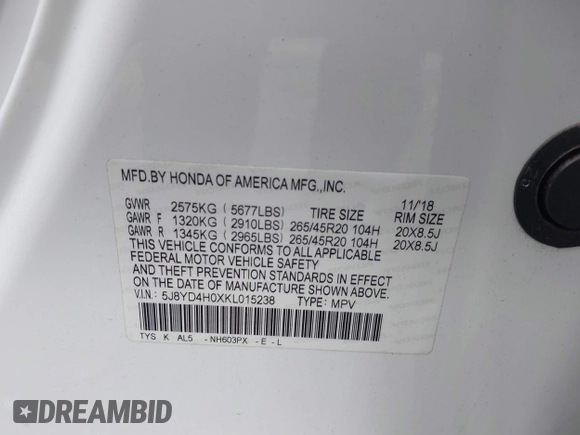 MFD.BY HONDA OF AMERICA MFG.,INC.
11/18
GVWR 2575KG ( 5677LBS) TIRE SIZE RIM SIZE
GAWR F 1320KG ( 2910LBS) 265/45R20 104H 20X8.5J
GAWR R 1345KG ( 2965LBS) 265/45R20 104H 20X8.5J
THIS VEHICLE CONFORMS TO ALL APPLICABLE
FEDERAL MOTOR VEHICLE SAFETY
AND THEFT PREVENTION STANDARDS IN EFFECT
ON THE DATE OF MANUFACTURE SHOWN ABOVE.
V.I.N.: 5J8YD4H0XKL015238 TYPE: MPV
TYS K AL5 - NH603PX - E - L
DREAMBID